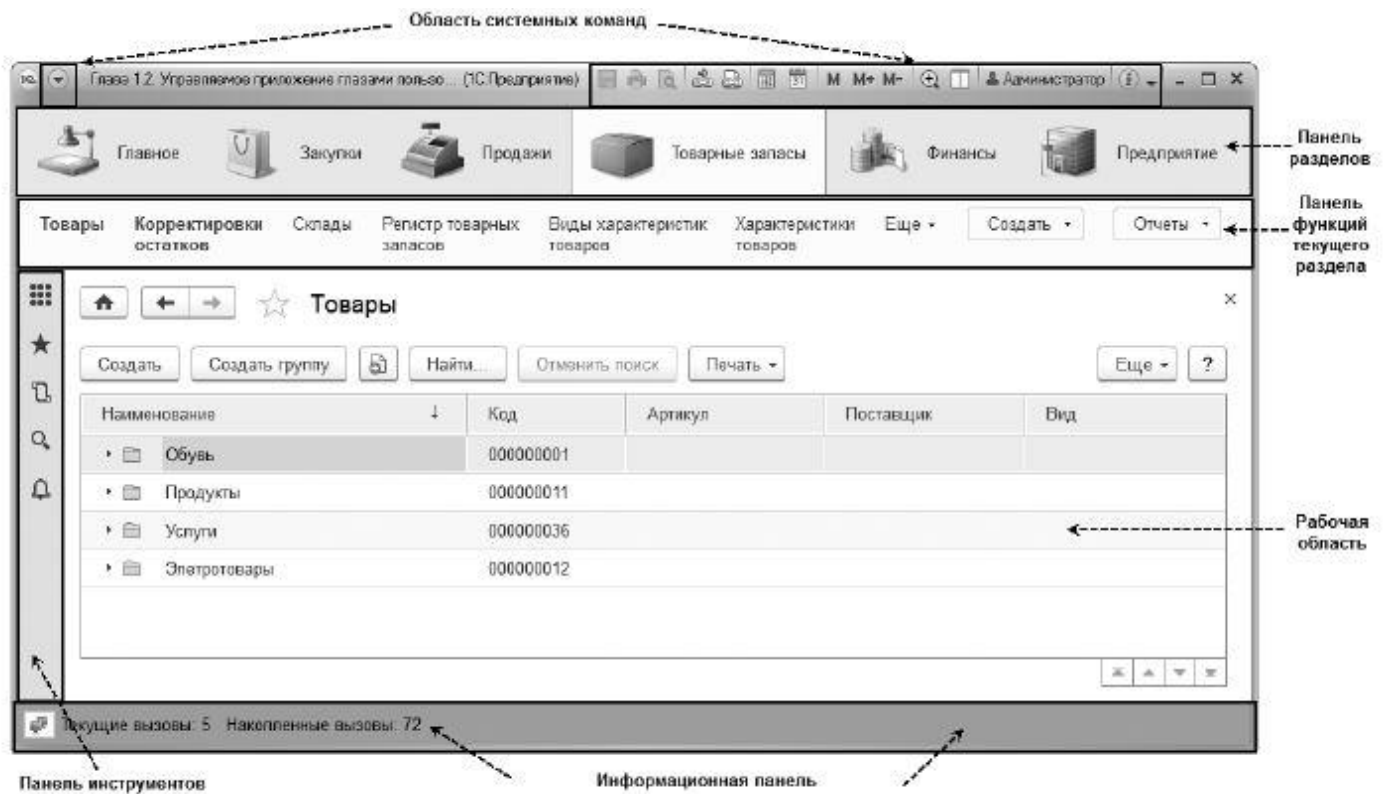 Область системных команд
Глава 1.2. Управляемое приложение глазами пользо... (1С:Предприятие) M M+ M- Администратор
Главное Закупки Продажи Товарные запасы Финансы Предприятие
Панель
разделов
Товары Корректировки остатков Склады Регистр товарных запасов Виды характеристик товаров Характеристики товаров Еще Создать Отчеты
Панель
функций
текущего
раздела
Товары
Создать Создать группу Найти... Отменить поиск Печать Еще ?
Наименование Код Артикул Поставщик Вид
Обувь 000000001
Продукты 000000011
Услуги 000000036
Элетротовары 000000012
Рабочая
область
Текущие вызовы: 5 Накопленные вызовы: 72
Панель инструментов
Информационная панель